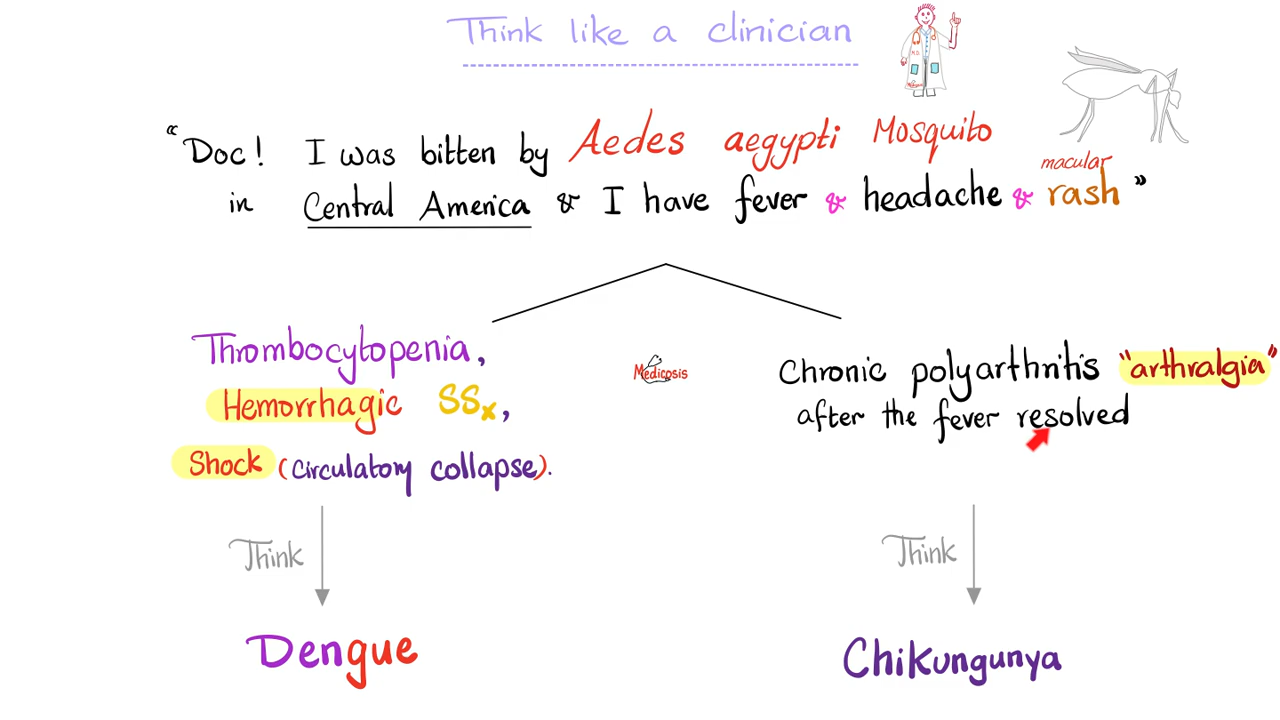 Think like a clinician
"Doc! I was bitten by Aedes aegypti Mosquito
macular
in Central America & I have fever & headache & rash"
Thrombocytopenia,
Hemorrhagic SSx,
Shock (Circulatory collapse).
Medicosis
Chronic polyarthritis "arthralgia"
after the fever resolved
Think
Think
Dengue
Chikungunya